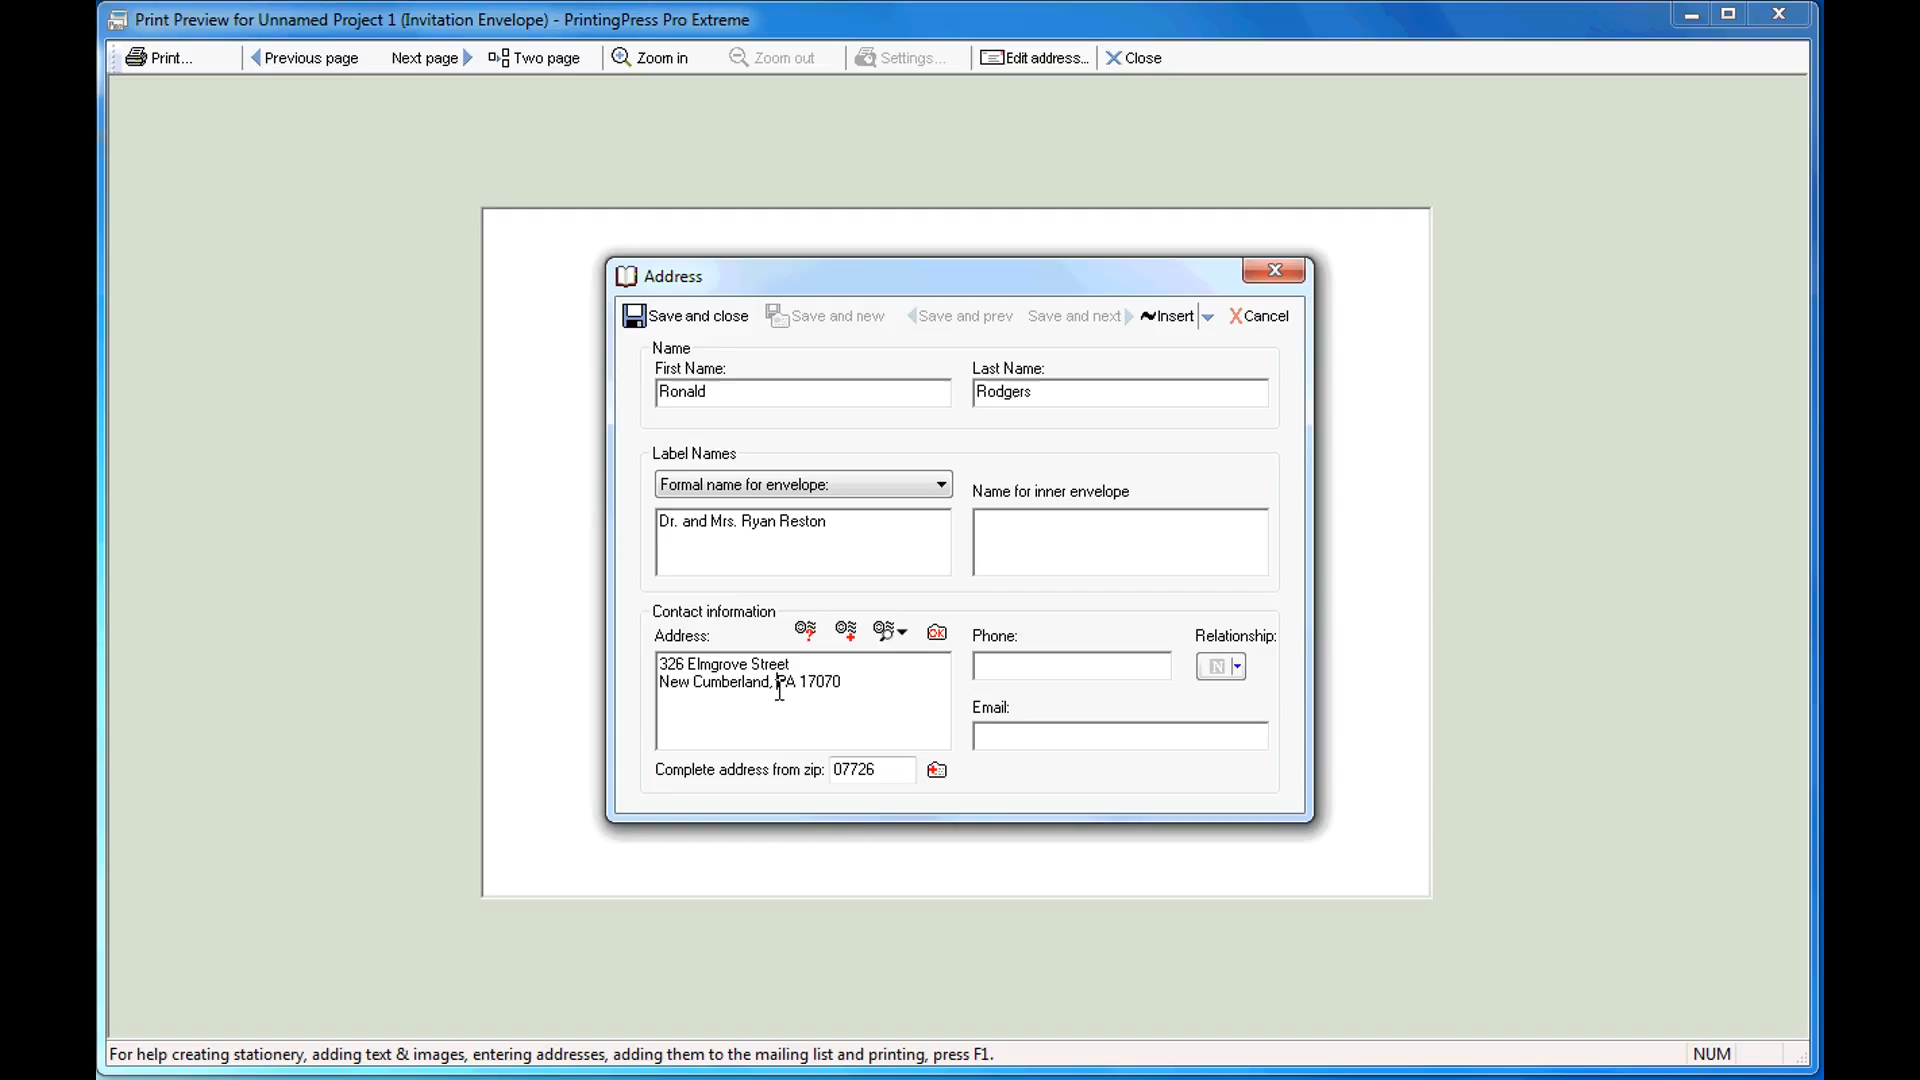 Print Preview for Unnamed Project 1 (Invitation Envelope) - PrintingPress Pro Extreme
Print... Previous page Next page Two page Zoom in Zoom out Settings... Edit address... Close
Address
Save and close Save and new Save and prev Save and next Insert Cancel
Name
First Name: Last Name:
Ronald Rodgers
Label Names
Formal name for envelope: Name for inner envelope
Dr. and Mrs. Ryan Reston
Contact information
Address: OK Phone: Relationship:
326 Elmgrove Street N
New Cumberland, PA 17070
Email:
Complete address from zip: 07726
For help creating stationery, adding text & images, entering addresses, adding them to the mailing list and printing, press F1. NUM